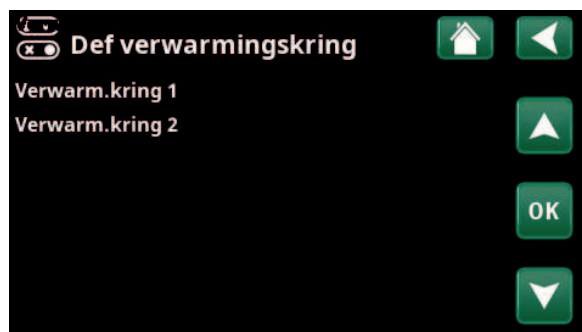 Def verwarmingskring
Verwarm.kring 1
Verwarm.kring 2
OK